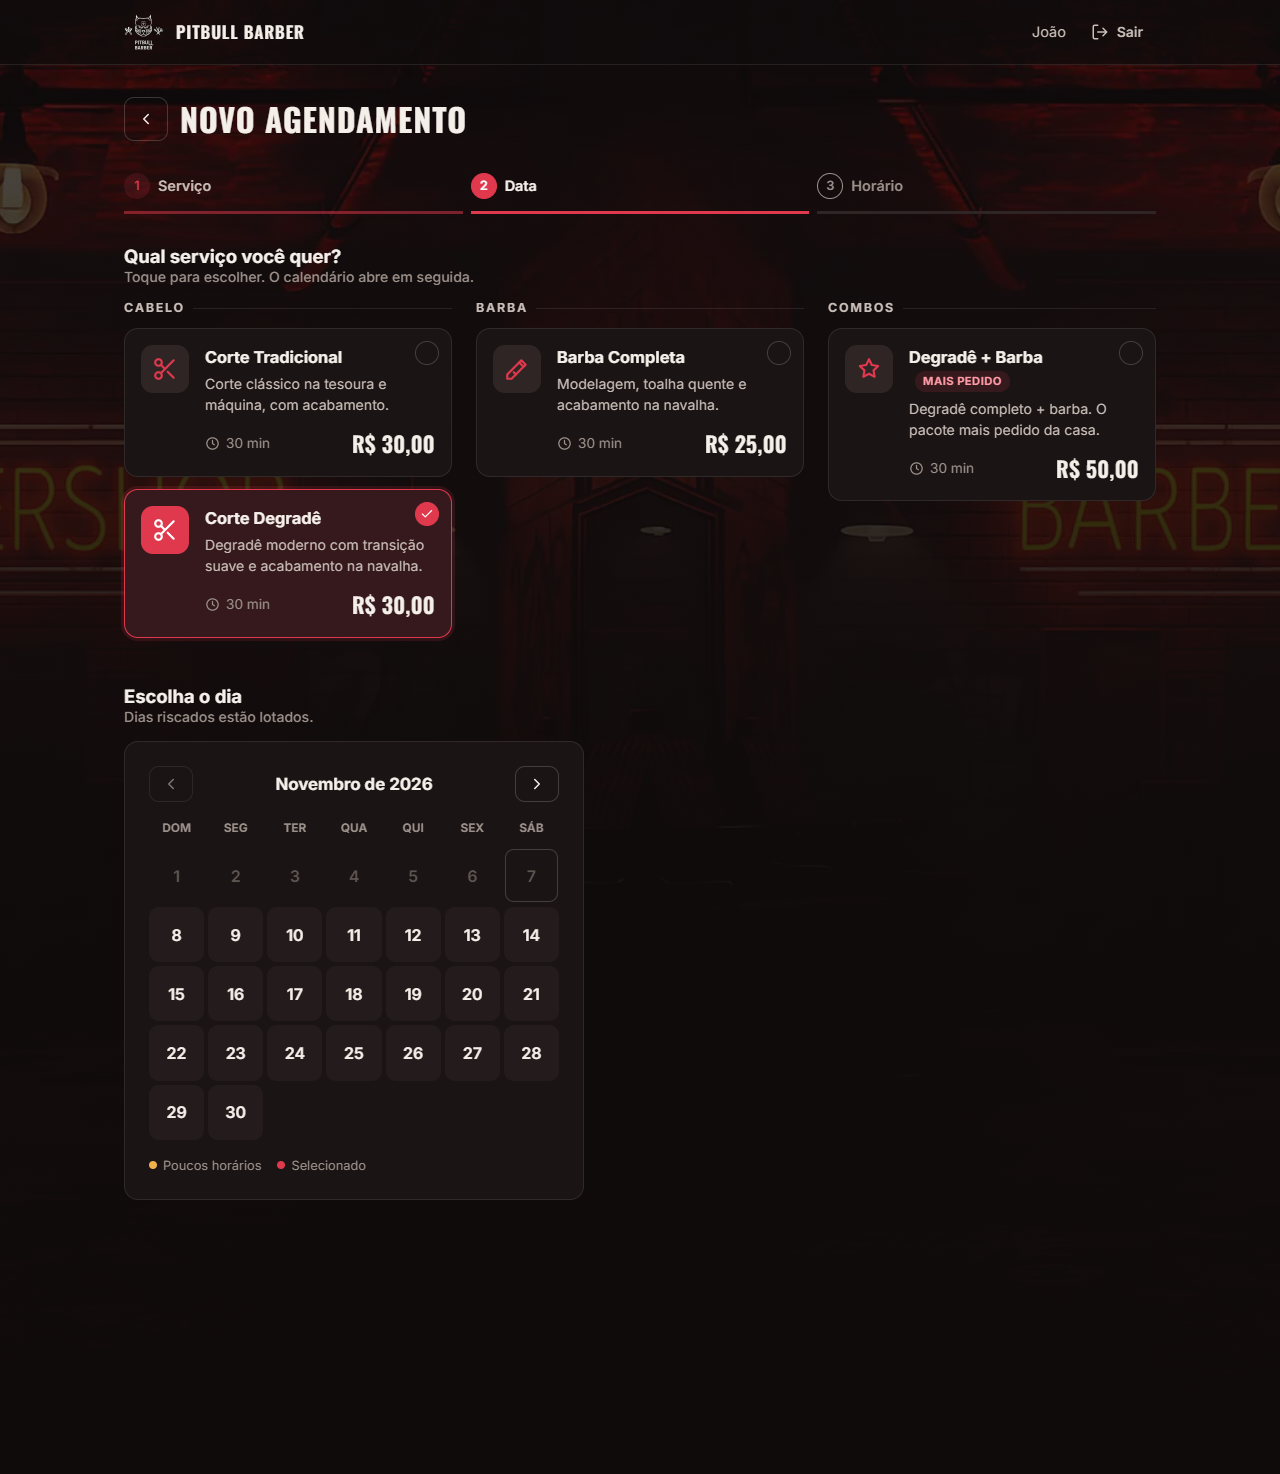 PITBULL BARBER
PITBULL BARBER
João
Sair
NOVO AGENDAMENTO
1 Serviço
2 Data
3 Horário
Qual serviço você quer?
Toque para escolher. O calendário abre em seguida.
CABELO
Corte Tradicional
Corte clássico na tesoura e
máquina, com acabamento.
30 min R$ 30,00
Corte Degradê
Degradê moderno com transição
suave e acabamento na navalha.
30 min R$ 30,00
BARBA
Barba Completa
Modelagem, toalha quente e
acabamento na navalha.
30 min R$ 25,00
COMBOS
Degradê + Barba
MAIS PEDIDO
Degradê completo + barba. O
pacote mais pedido da casa.
30 min R$ 50,00
ERS
BARBE
Escolha o dia
Dias riscados estão lotados.
Novembro de 2026
DOM SEG TER QUA QUI SEX SÁB
1 2 3 4 5 6 7
8 9 10 11 12 13 14
15 16 17 18 19 20 21
22 23 24 25 26 27 28
29 30
Poucos horários Selecionado